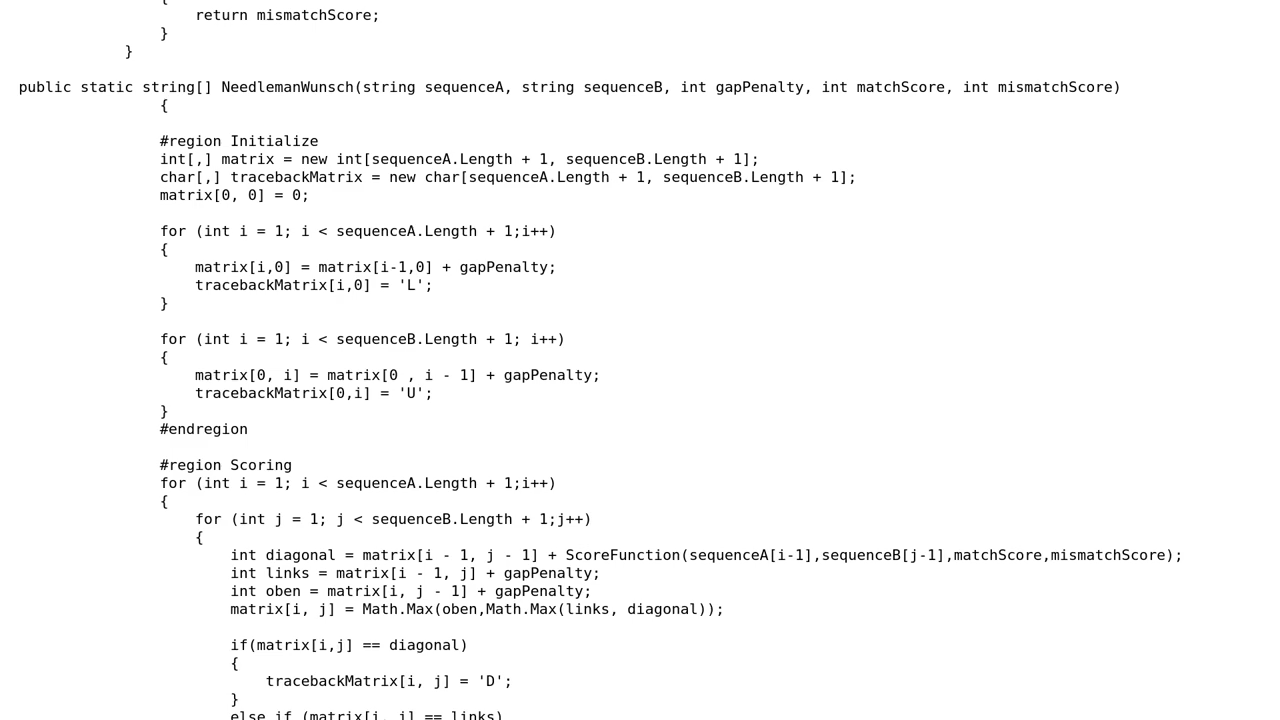 {
return mismatchScore;
}
}
public static string[] NeedlemanWunsch(string sequenceA, string sequenceB, int gapPenalty, int matchScore, int mismatchScore)
{
#region Initialize
int[,] matrix = new int[sequenceA.Length + 1, sequenceB.Length + 1];
char[,] tracebackMatrix = new char[sequenceA.Length + 1, sequenceB.Length + 1];
matrix[0, 0] = 0;
for (int i = 1; i < sequenceA.Length + 1;i++)
{
matrix[i,0] = matrix[i-1,0] + gapPenalty;
tracebackMatrix[i,0] = 'L';
}
for (int i = 1; i < sequenceB.Length + 1; i++)
{
matrix[0, i] = matrix[0 , i - 1] + gapPenalty;
tracebackMatrix[0,i] = 'U';
}
#endregion
#region Scoring
for (int i = 1; i < sequenceA.Length + 1;i++)
{
for (int j = 1; j < sequenceB.Length + 1;j++)
{
int diagonal = matrix[i - 1, j - 1] + ScoreFunction(sequenceA[i-1],sequenceB[j-1],matchScore,mismatchScore);
int links = matrix[i - 1, j] + gapPenalty;
int oben = matrix[i, j - 1] + gapPenalty;
matrix[i, j] = Math.Max(oben,Math.Max(links, diagonal));
if(matrix[i,j] == diagonal)
{
tracebackMatrix[i, j] = 'D';
}
else if (matrix[i, j] == links)